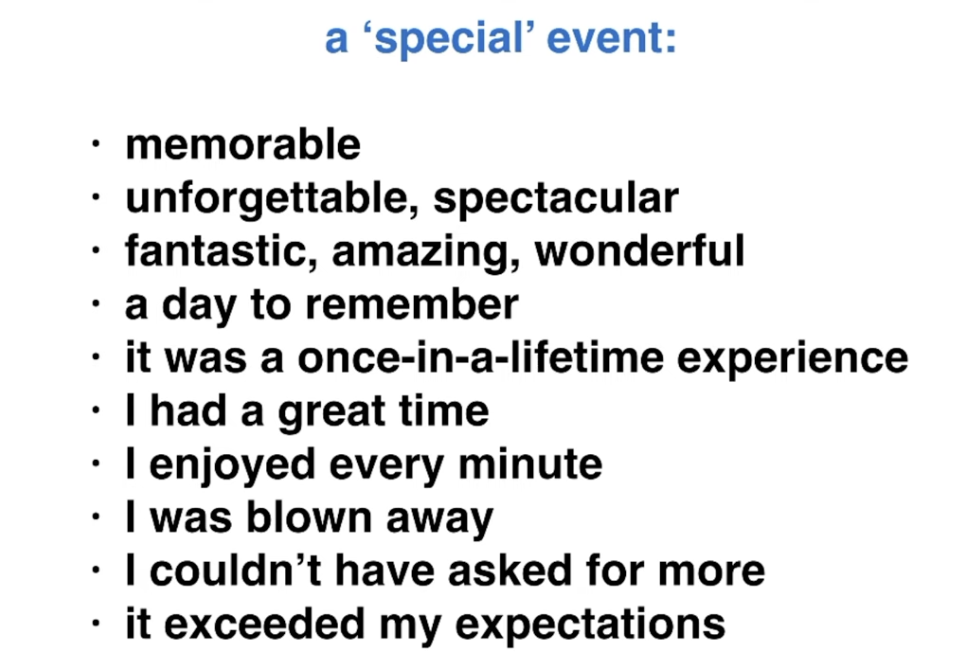 a ‘special’ event:
· memorable
· unforgettable, spectacular
· fantastic, amazing, wonderful
· a day to remember
· it was a once-in-a-lifetime experience
· I had a great time
· I enjoyed every minute
· I was blown away
· I couldn’t have asked for more
· it exceeded my expectations